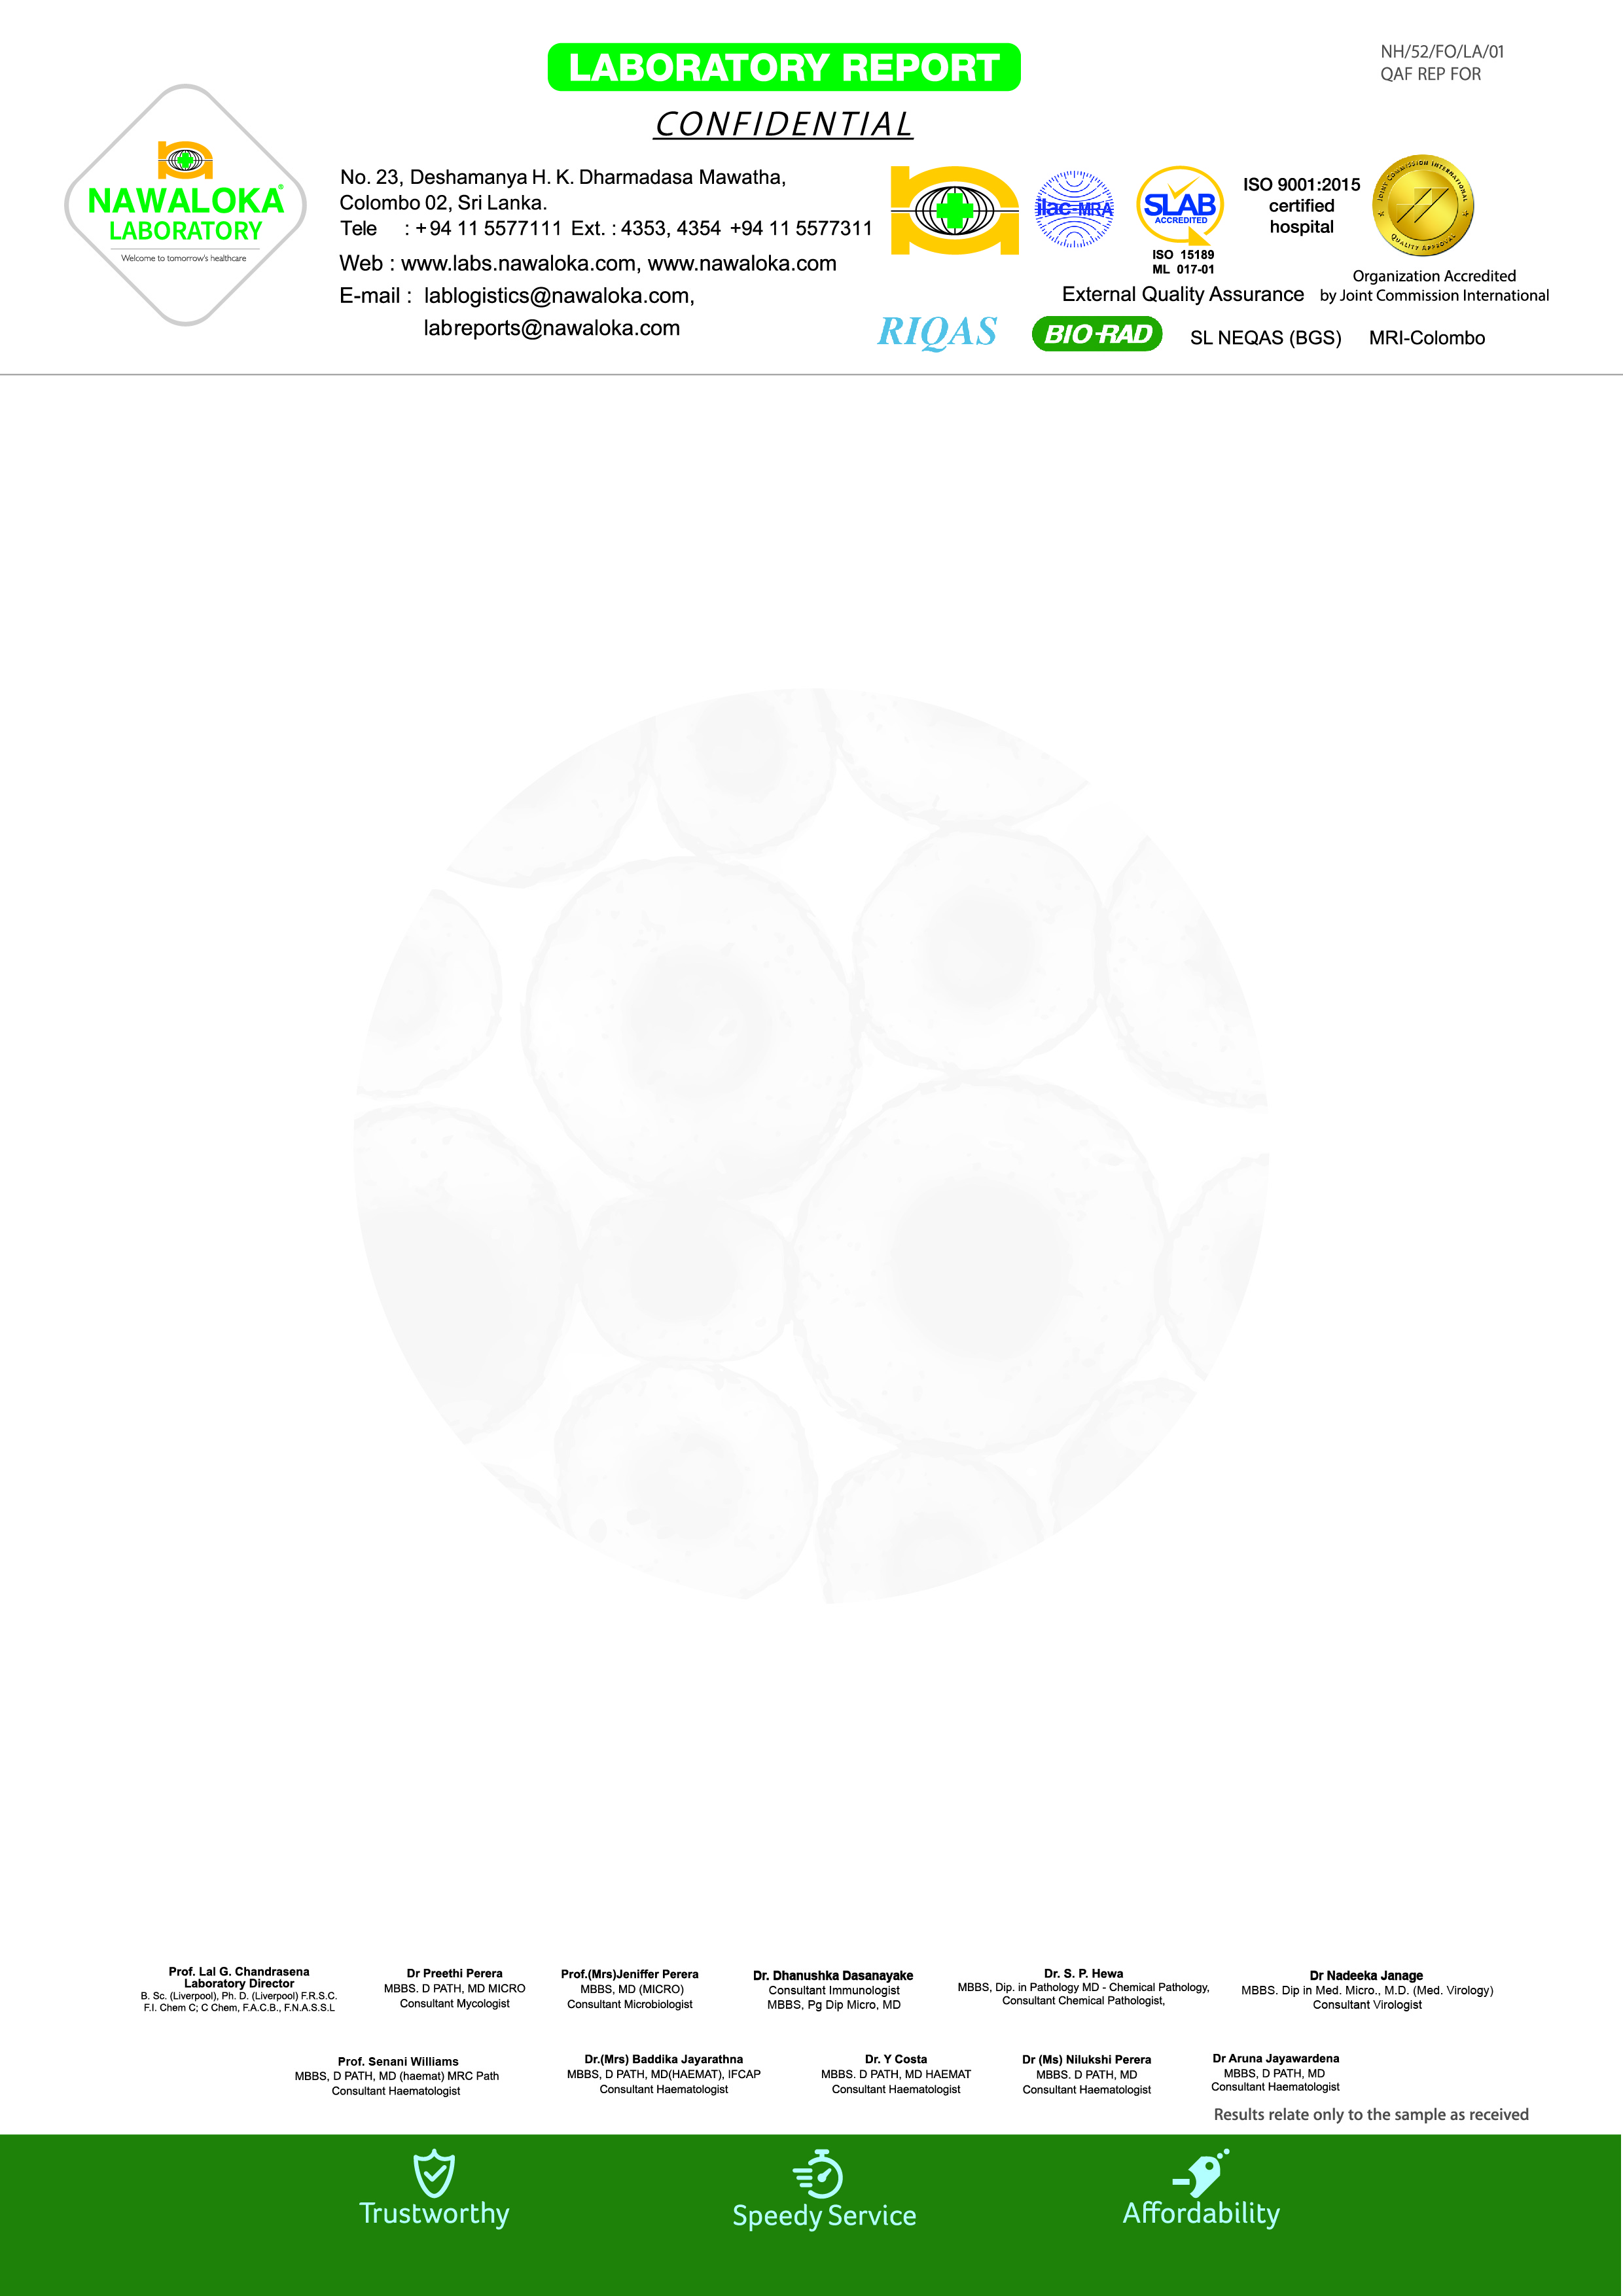 LABORATORY REPORT
NH/52/FO/LA/01
QAF REP FOR
CONFIDENTIAL
NAWALOKA®
LABORATORY
Welcome to tomorrow's healthcare
No. 23, Deshamanya H. K. Dharmadasa Mawatha,
Colombo 02, Sri Lanka.
Tele : + 94 11 5577111 Ext. : 4353, 4354 +94 11 5577311
Web : www.labs.nawaloka.com, www.nawaloka.com
E-mail : lablogistics@nawaloka.com,
labreports@nawaloka.com
ilac-MRA
SLAB
ACCREDITED
ISO 15189
ML 017-01
ISO 9001:2015
certified
hospital
JOINT COMMISSION INTERNATIONAL
QUALITY APPROVAL
Organization Accredited
by Joint Commission International
External Quality Assurance
RIQAS
BIO-RAD
SL NEQAS (BGS)
MRI-Colombo
Prof. Lal G. Chandrasena
Laboratory Director
B. Sc. (Liverpool), Ph. D. (Liverpool) F.R.S.C.
F.I. Chem C; C Chem, F.A.C.B., F.N.A.S.S.L
Dr Preethi Perera
MBBS. D PATH, MD MICRO
Consultant Mycologist
Prof.(Mrs)Jeniffer Perera
MBBS, MD (MICRO)
Consultant Microbiologist
Dr. Dhanushka Dasanayake
Consultant Immunologist
MBBS, Pg Dip Micro, MD
Dr. S. P. Hewa
MBBS, Dip. in Pathology MD - Chemical Pathology,
Consultant Chemical Pathologist,
Dr Nadeeka Janage
MBBS. Dip in Med. Micro., M.D. (Med. Virology)
Consultant Virologist
Prof. Senani Williams
MBBS, D PATH, MD (haemat) MRC Path
Consultant Haematologist
Dr.(Mrs) Baddika Jayarathna
MBBS, D PATH, MD(HAEMAT), IFCAP
Consultant Haematologist
Dr. Y Costa
MBBS. D PATH, MD HAEMAT
Consultant Haematologist
Dr (Ms) Nilukshi Perera
MBBS. D PATH, MD
Consultant Haematologist
Dr Aruna Jayawardena
MBBS, D PATH, MD
Consultant Haematologist
Results relate only to the sample as received
Trustworthy
Speedy Service
Affordability